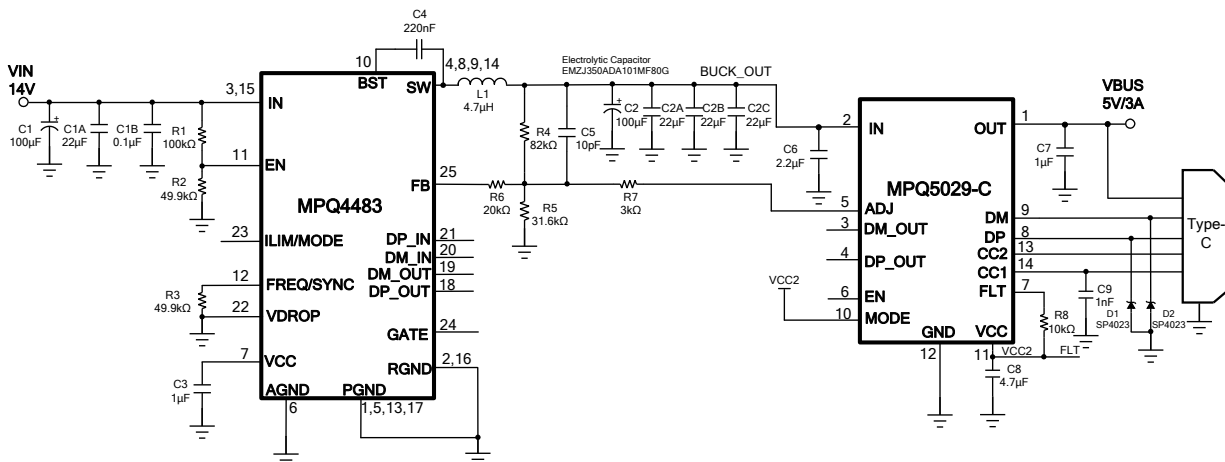 VIN
14V
C1
100µF
+
C1A
22µF
C1B
0.1µF
R1
100kΩ
R2
49.9kΩ
R3
49.9kΩ
C3
1µF
3,15
11
23
12
22
7
IN
EN
ILIM/MODE
FREQ/SYNC
VDROP
VCC
AGND
6
PGND
1,5,13,17
MPQ4483
10
BST
SW
4,8,9,14
C4
220nF
FB
25
DP_IN
21
DM_IN
20
DM_OUT
19
DP_OUT
18
GATE
24
RGND
2,16
L1
4.7µH
R4
82kΩ
C5
10pF
R6
20kΩ
R5
31.6kΩ
R7
3kΩ
Electrolytic Capacitor
EMZJ350ADA101MF80G
+
C2
100µF
C2A
22µF
C2B
22µF
C2C
22µF
BUCK_OUT
C6
2.2µF
2
IN
OUT
1
MPQ5029-C
5
ADJ
3
DM_OUT
4
DP_OUT
6
EN
10
MODE
VCC2
GND
12
VCC
11
DM
9
DP
8
CC2
13
CC1
14
FLT
7
VBUS
5V/3A
C7
1µF
Type-
C
C9
1nF
R8
10kΩ
D1
SP4023
D2
SP4023
VCC2
FLT
C8
4.7µF